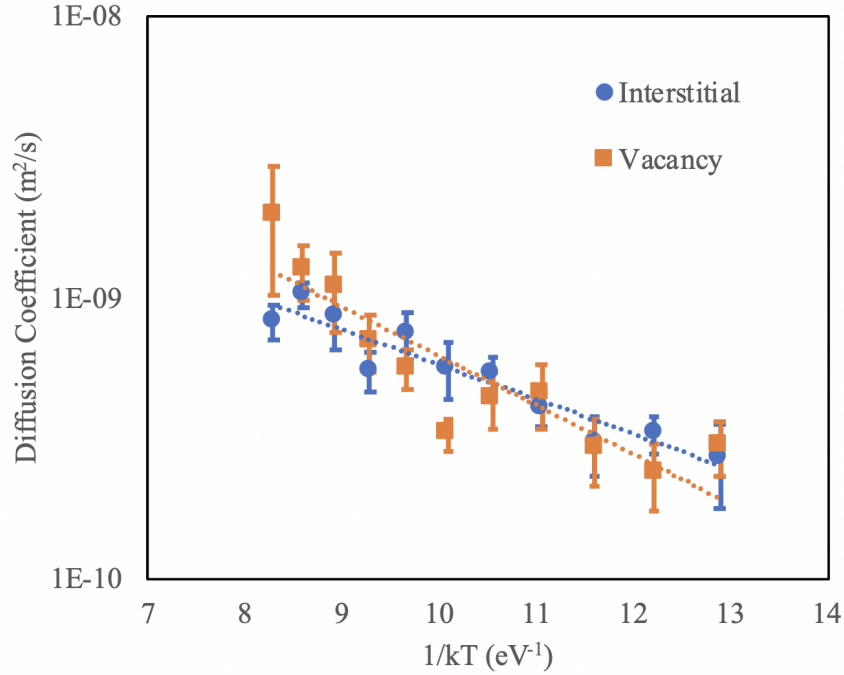 1E-08
Interstitial
Vacancy
1E-09
1E-10
Diffusion Coefficient (m²/s)
7 8 9 10 11 12 13 14
1/kT (eV⁻¹)